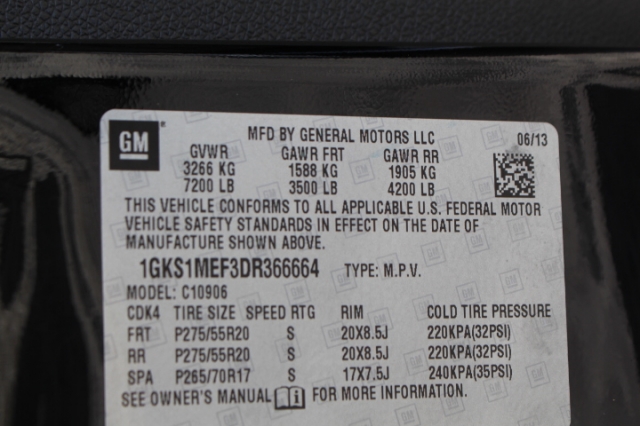 GM
MFD BY GENERAL MOTORS LLC 06/13
GVWR GAWR FRT GAWR RR
3266 KG 1588 KG 1905 KG
7200 LB 3500 LB 4200 LB
THIS VEHICLE CONFORMS TO ALL APPLICABLE U.S. FEDERAL MOTOR
VEHICLE SAFETY STANDARDS IN EFFECT ON THE DATE OF
MANUFACTURE SHOWN ABOVE.
1GKS1MEF3DR366664 TYPE: M.P.V.
MODEL: C10906
CDK4 TIRE SIZE SPEED RTG RIM COLD TIRE PRESSURE
FRT P275/55R20 S 20X8.5J 220KPA(32PSI)
RR P275/55R20 S 20X8.5J 220KPA(32PSI)
SPA P265/70R17 S 17X7.5J 240KPA(35PSI)
SEE OWNER'S MANUAL i FOR MORE INFORMATION.